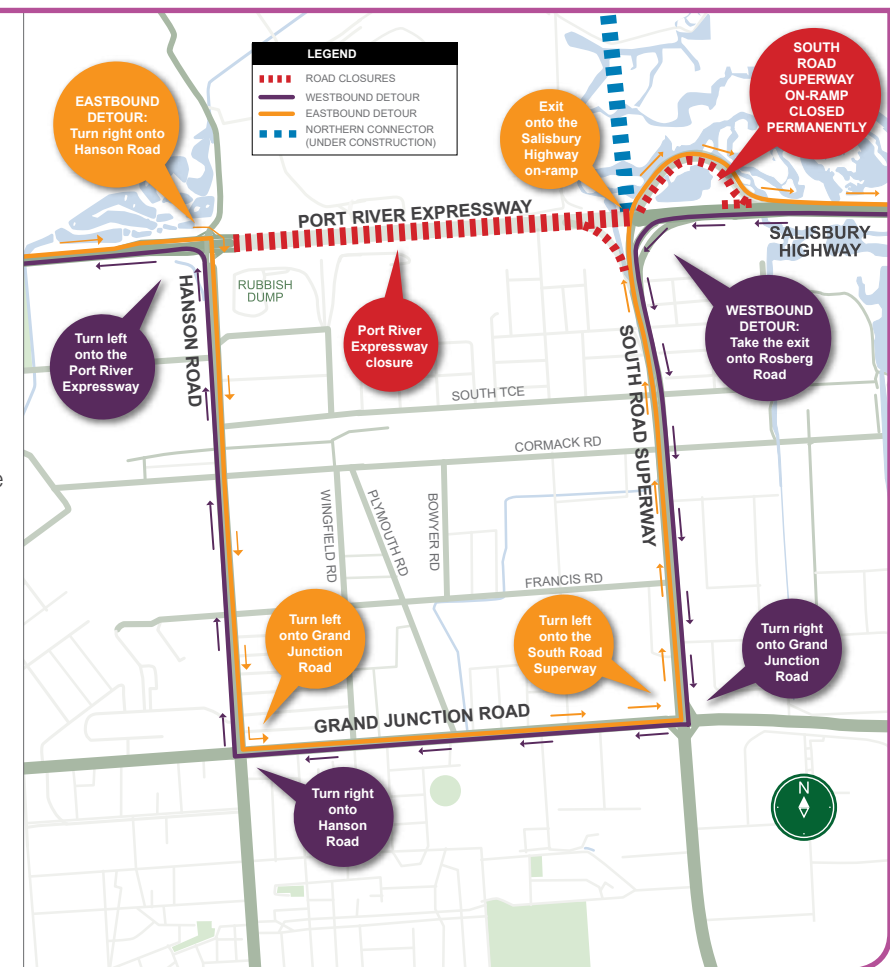 LEGEND
ROAD CLOSURES
WESTBOUND DETOUR
EASTBOUND DETOUR
NORTHERN CONNECTOR
(UNDER CONSTRUCTION)
SOUTH
ROAD
SUPERWAY
ON-RAMP
CLOSED
PERMANENTLY
EASTBOUND
DETOUR:
Turn right onto
Hanson Road
Exit
onto the
Salisbury
Highway
on-ramp
PORT RIVER EXPRESSWAY
SALISBURY
HIGHWAY
RUBBISH
DUMP
HANSON ROAD
Turn left
onto the
Port River
Expressway
Port River
Expressway
closure
WESTBOUND
DETOUR:
Take the exit
onto Rosberg
Road
SOUTH ROAD SUPERWAY
SOUTH TCE
CORMACK RD
e
WINGFIELD RD
PLYMOUTH RD
BOWYER RD
FRANCIS RD
Turn left
onto Grand
Junction
Road
Turn left
onto the
South Road
Superway
Turn right
onto Grand
Junction
Road
GRAND JUNCTION ROAD
Turn right
onto
Hanson
Road
N